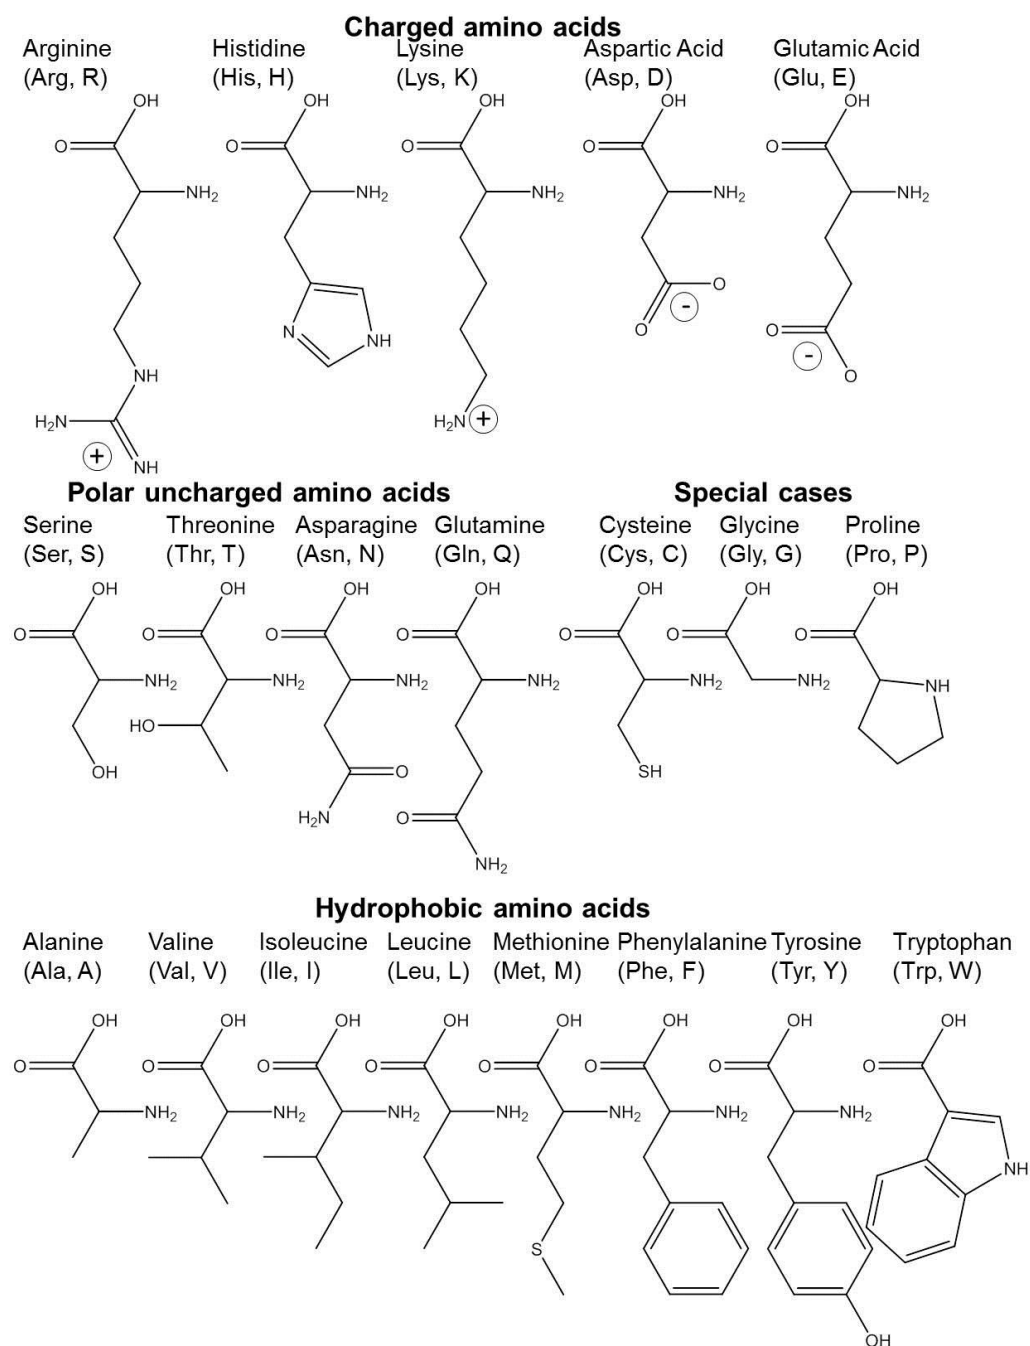 Charged amino acids
Arginine Histidine Lysine Aspartic Acid Glutamic Acid
(Arg, R) (His, H) (Lys, K) (Asp, D) (Glu, E)
OH OH OH OH OH
O O O O O
NH2 NH2 NH2 NH2 NH2
O
- 
N NH O O -
NH O
H2N H2N +
+ NH
Polar uncharged amino acids Special cases
Serine Threonine Asparagine Glutamine Cysteine Glycine Proline
(Ser, S) (Thr, T) (Asn, N) (Gln, Q) (Cys, C) (Gly, G) (Pro, P)
OH OH OH OH OH OH OH
O O O O O O O
NH2 NH2 NH2 NH2 NH2 NH2 NH
HO
OH O SH
H2N O
NH2
Hydrophobic amino acids
Alanine Valine Isoleucine Leucine Methionine Phenylalanine Tyrosine Tryptophan
(Ala, A) (Val, V) (Ile, I) (Leu, L) (Met, M) (Phe, F) (Tyr, Y) (Trp, W)
OH OH OH OH OH OH OH OH
O O O O O O O O
NH2 NH2 NH2 NH2 NH2 NH2 NH2
NH
S
OH